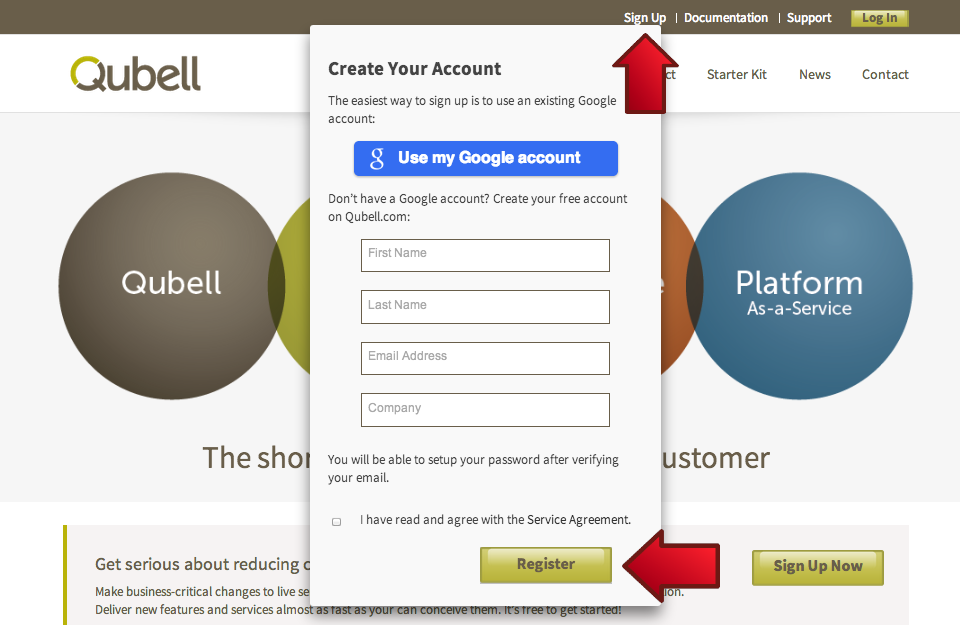 Sign Up | Documentation | Support Log In
Qubell
Starter Kit News Contact
Create Your Account
The easiest way to sign up is to use an existing Google
account:
g Use my Google account
Don't have a Google account? Create your free account
on Qubell.com:
First Name
Last Name
Email Address
Company
Qubell
Platform
As-a-Service
You will be able to setup your password after verifying
your email.
I have read and agree with the Service Agreement.
Register
The
Get serious about reducing
Make business-critical changes to live
Deliver new features and services almost as fast as your can conceive them. It's free to get started!
Sign Up Now